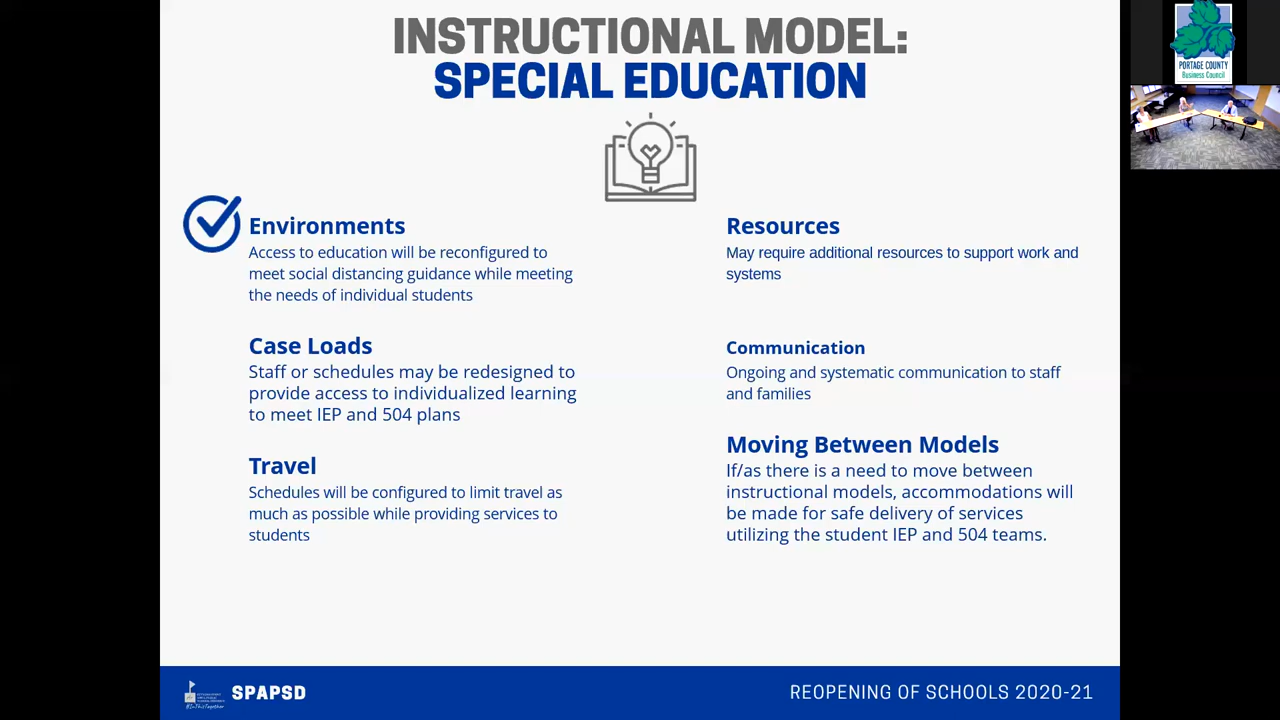 INSTRUCTIONAL MODEL:
SPECIAL EDUCATION
Environments
Access to education will be reconfigured to
meet social distancing guidance while meeting
the needs of individual students
Case Loads
Staff or schedules may be redesigned to
provide access to individualized learning
to meet IEP and 504 plans
Travel
Schedules will be configured to limit travel as
much as possible while providing services to
students
Resources
May require additional resources to support work and
systems
Communication
Ongoing and systematic communication to staff
and families
Moving Between Models
If/as there is a need to move between
instructional models, accommodations will
be made for safe delivery of services
utilizing the student IEP and 504 teams.
#InThisTogether
SPAPSD
REOPENING OF SCHOOLS 2020-21
PORTAGE COUNTY
Business Council